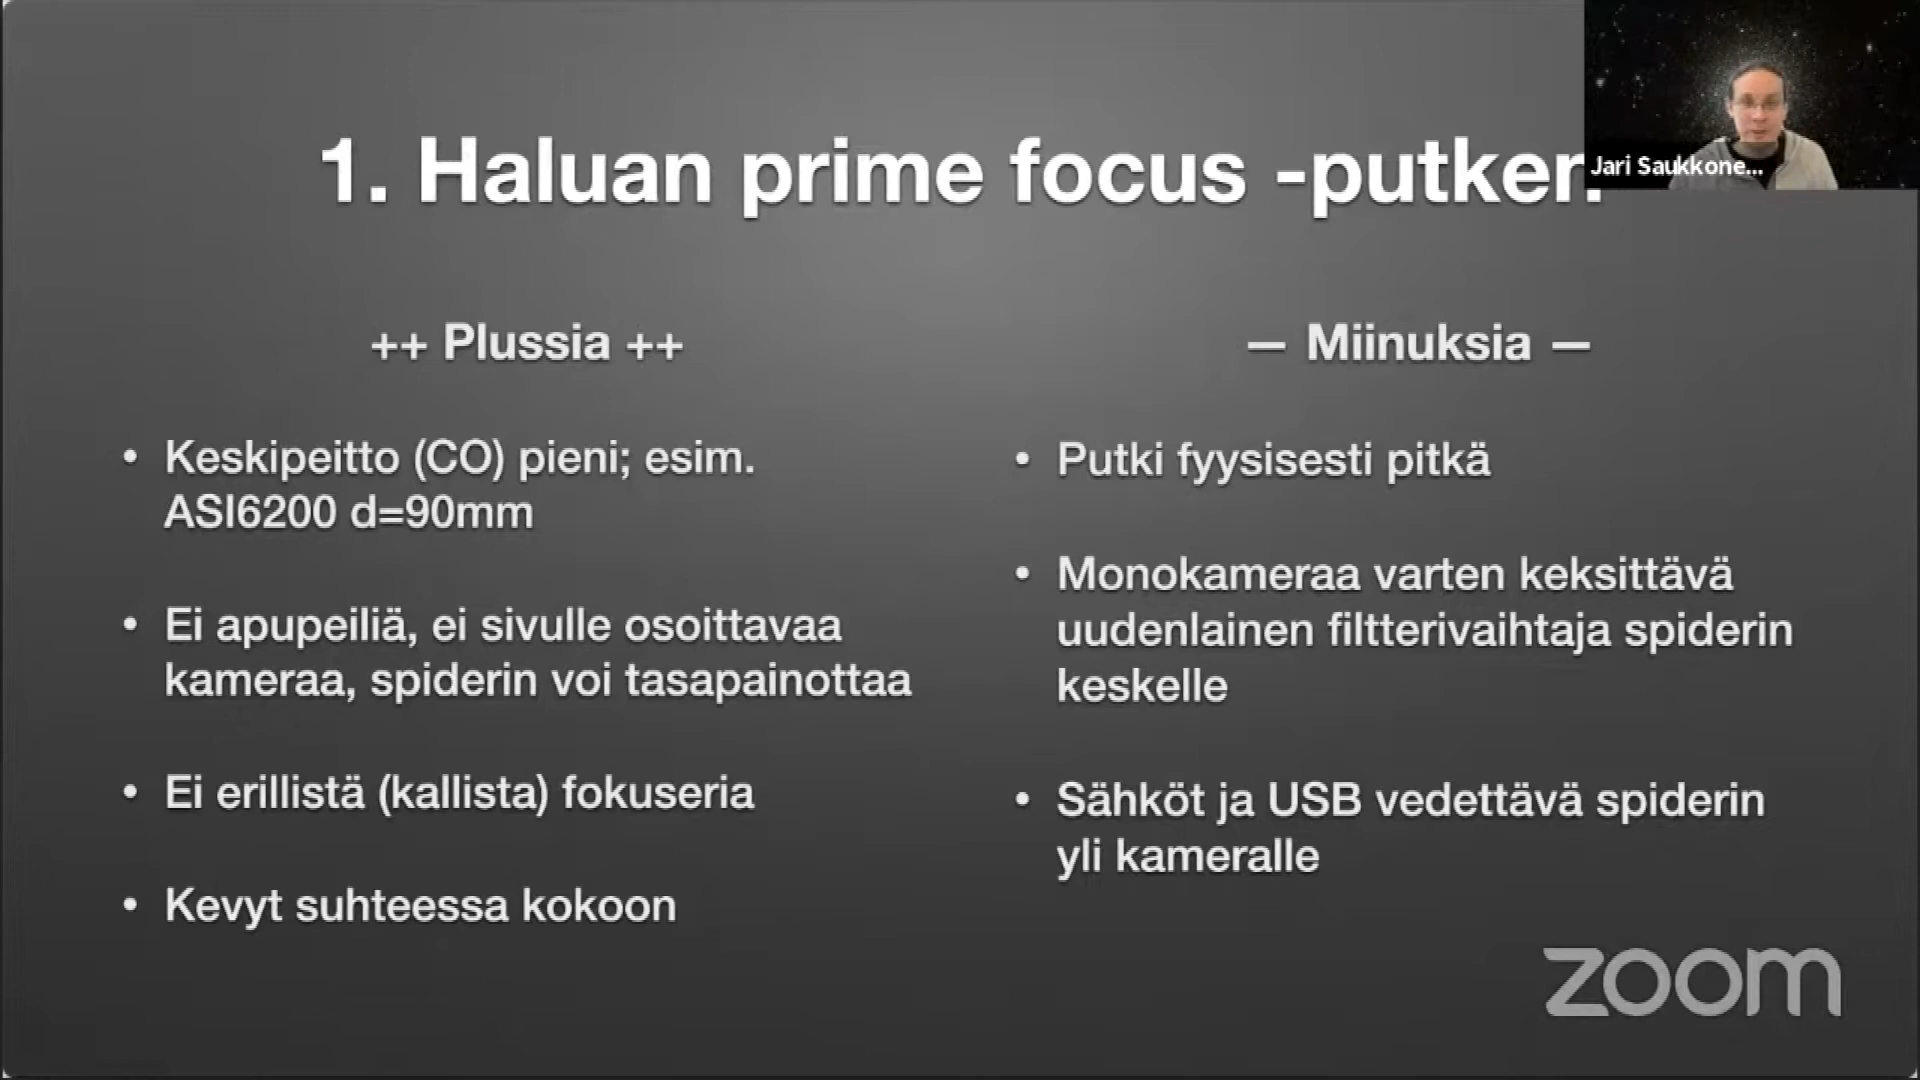 1. Haluan prime focus -putken
Jari Saukkone...
++ Plussia ++
• Keskipeitto (CO) pieni; esim.
ASI6200 d=90mm
• Ei apupeiliä, ei sivulle osoittavaa
kameraa, spiderin voi tasapainottaa
• Ei erillistä (kallista) fokuseria
• Kevyt suhteessa kokoon
— Miinuksia —
• Putki fyysisesti pitkä
• Monokameraa varten keksittävä
uudenlainen filtterivaihtaja spiderin
keskelle
• Sähköt ja USB vedettävä spiderin
yli kameralle
zoom